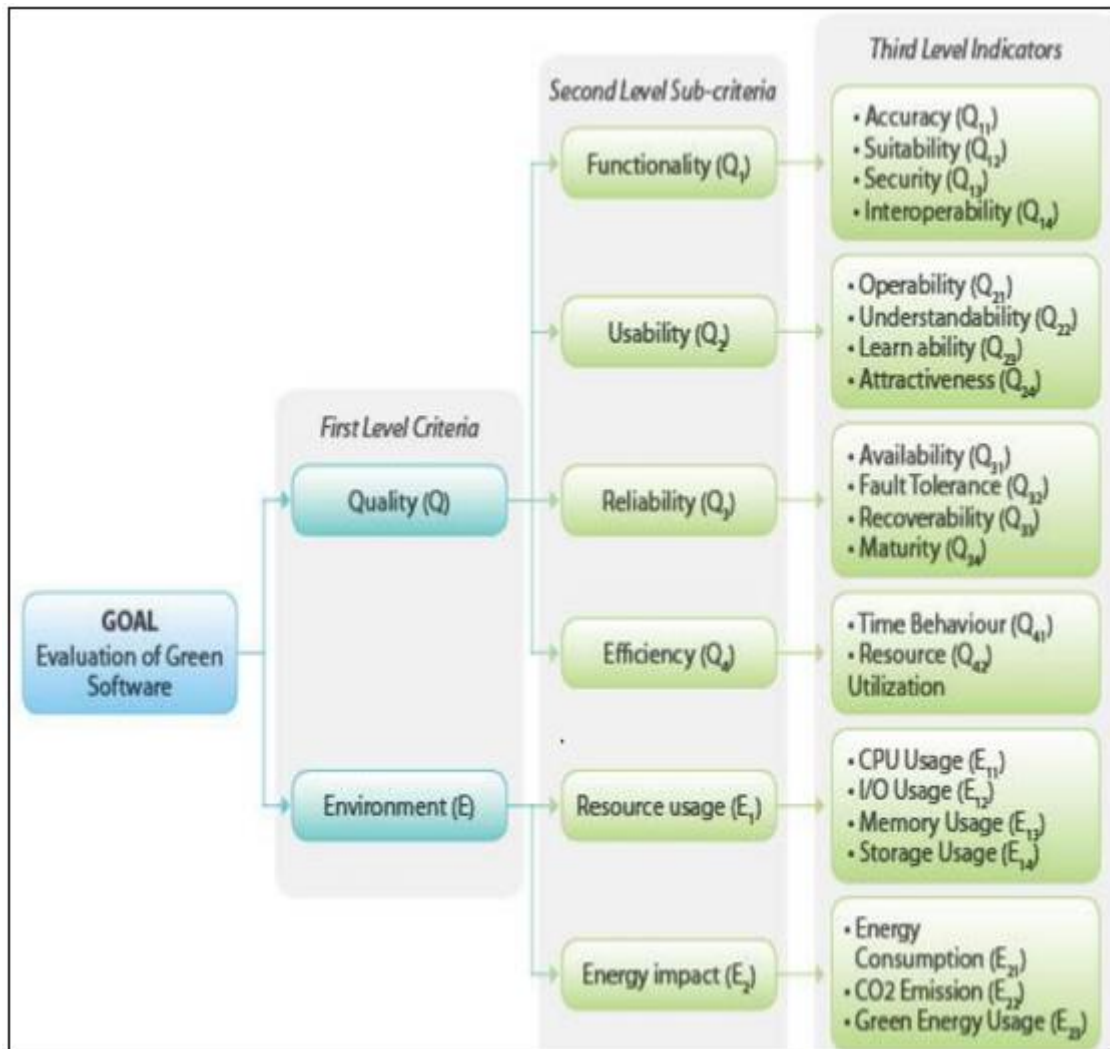 Third Level Indicators
Second Level Sub-criteria
• Accuracy (Q₁₁)
• Suitability (Q₁₂)
• Security (Q₁₃)
• Interoperability (Q₁₄)
Functionality (Q₁)
• Operability (Q₂₁)
• Understandability (Q₂₂)
• Learn ability (Q₂₃)
• Attractiveness (Q₂₄)
Usability (Q₂)
First Level Criteria
Quality (Q)
Reliability (Q₃)
• Availability (Q₃₁)
• Fault Tolerance (Q₃₂)
• Recoverability (Q₃₃)
• Maturity (Q₃₄)
GOAL
Evaluation of Green
Software
Efficiency (Q₄)
• Time Behaviour (Q₄₁)
• Resource (Q₄₂)
Utilization
Environment (E)
Resource usage (E₁)
• CPU Usage (E₁₁)
• I/O Usage (E₁₂)
• Memory Usage (E₁₃)
• Storage Usage (E₁₄)
Energy impact (E₂)
• Energy
Consumption (E₂₁)
• CO2 Emission (E₂₂)
• Green Energy Usage (E₂₃)